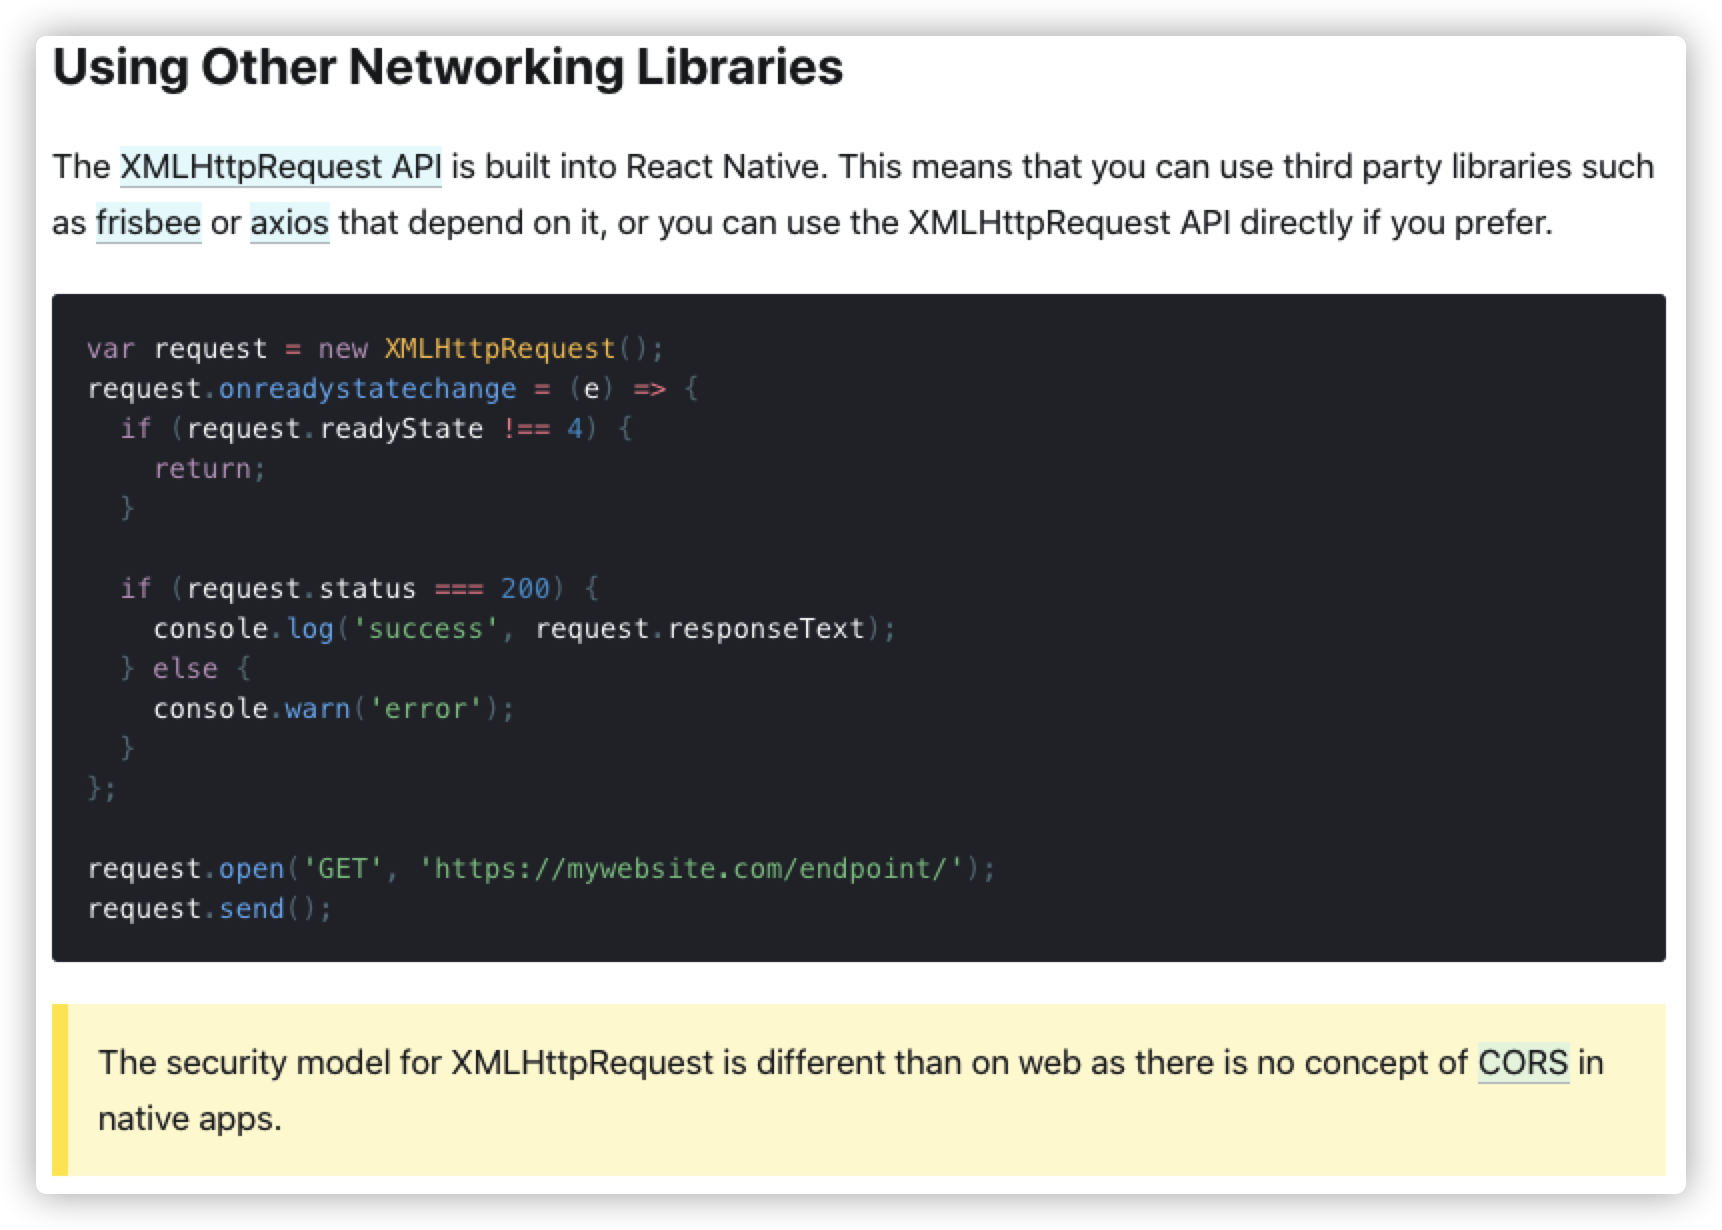 Using Other Networking Libraries
The XMLHttpRequest API is built into React Native. This means that you can use third party libraries such
as frisbee or axios that depend on it, or you can use the XMLHttpRequest API directly if you prefer.
var request = new XMLHttpRequest();
request.onreadystatechange = (e) => {
  if (request.readyState !== 4) {
    return;
  }

  if (request.status === 200) {
    console.log('success', request.responseText);
  } else {
    console.warn('error');
  }
};

request.open('GET', 'https://mywebsite.com/endpoint/');
request.send();
The security model for XMLHttpRequest is different than on web as there is no concept of CORS in
native apps.